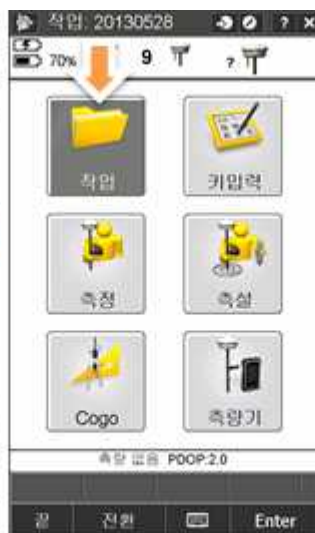 작업: 20130528 ? ×
70% 9 ?
작업 키입력
측정 측설
Cogo 측량기
측량 없음 PDOP:2.0
끝 전환 Enter